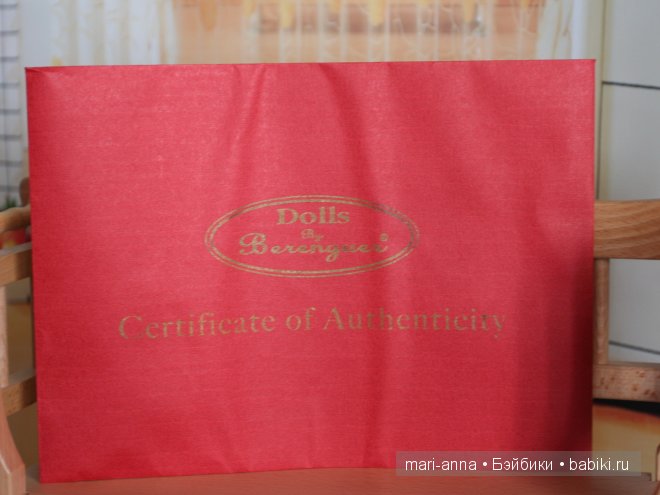 Dolls
By
Berenguer®
Certificate of Authenticity
mari-anna • Бэйбики • babiki.ru